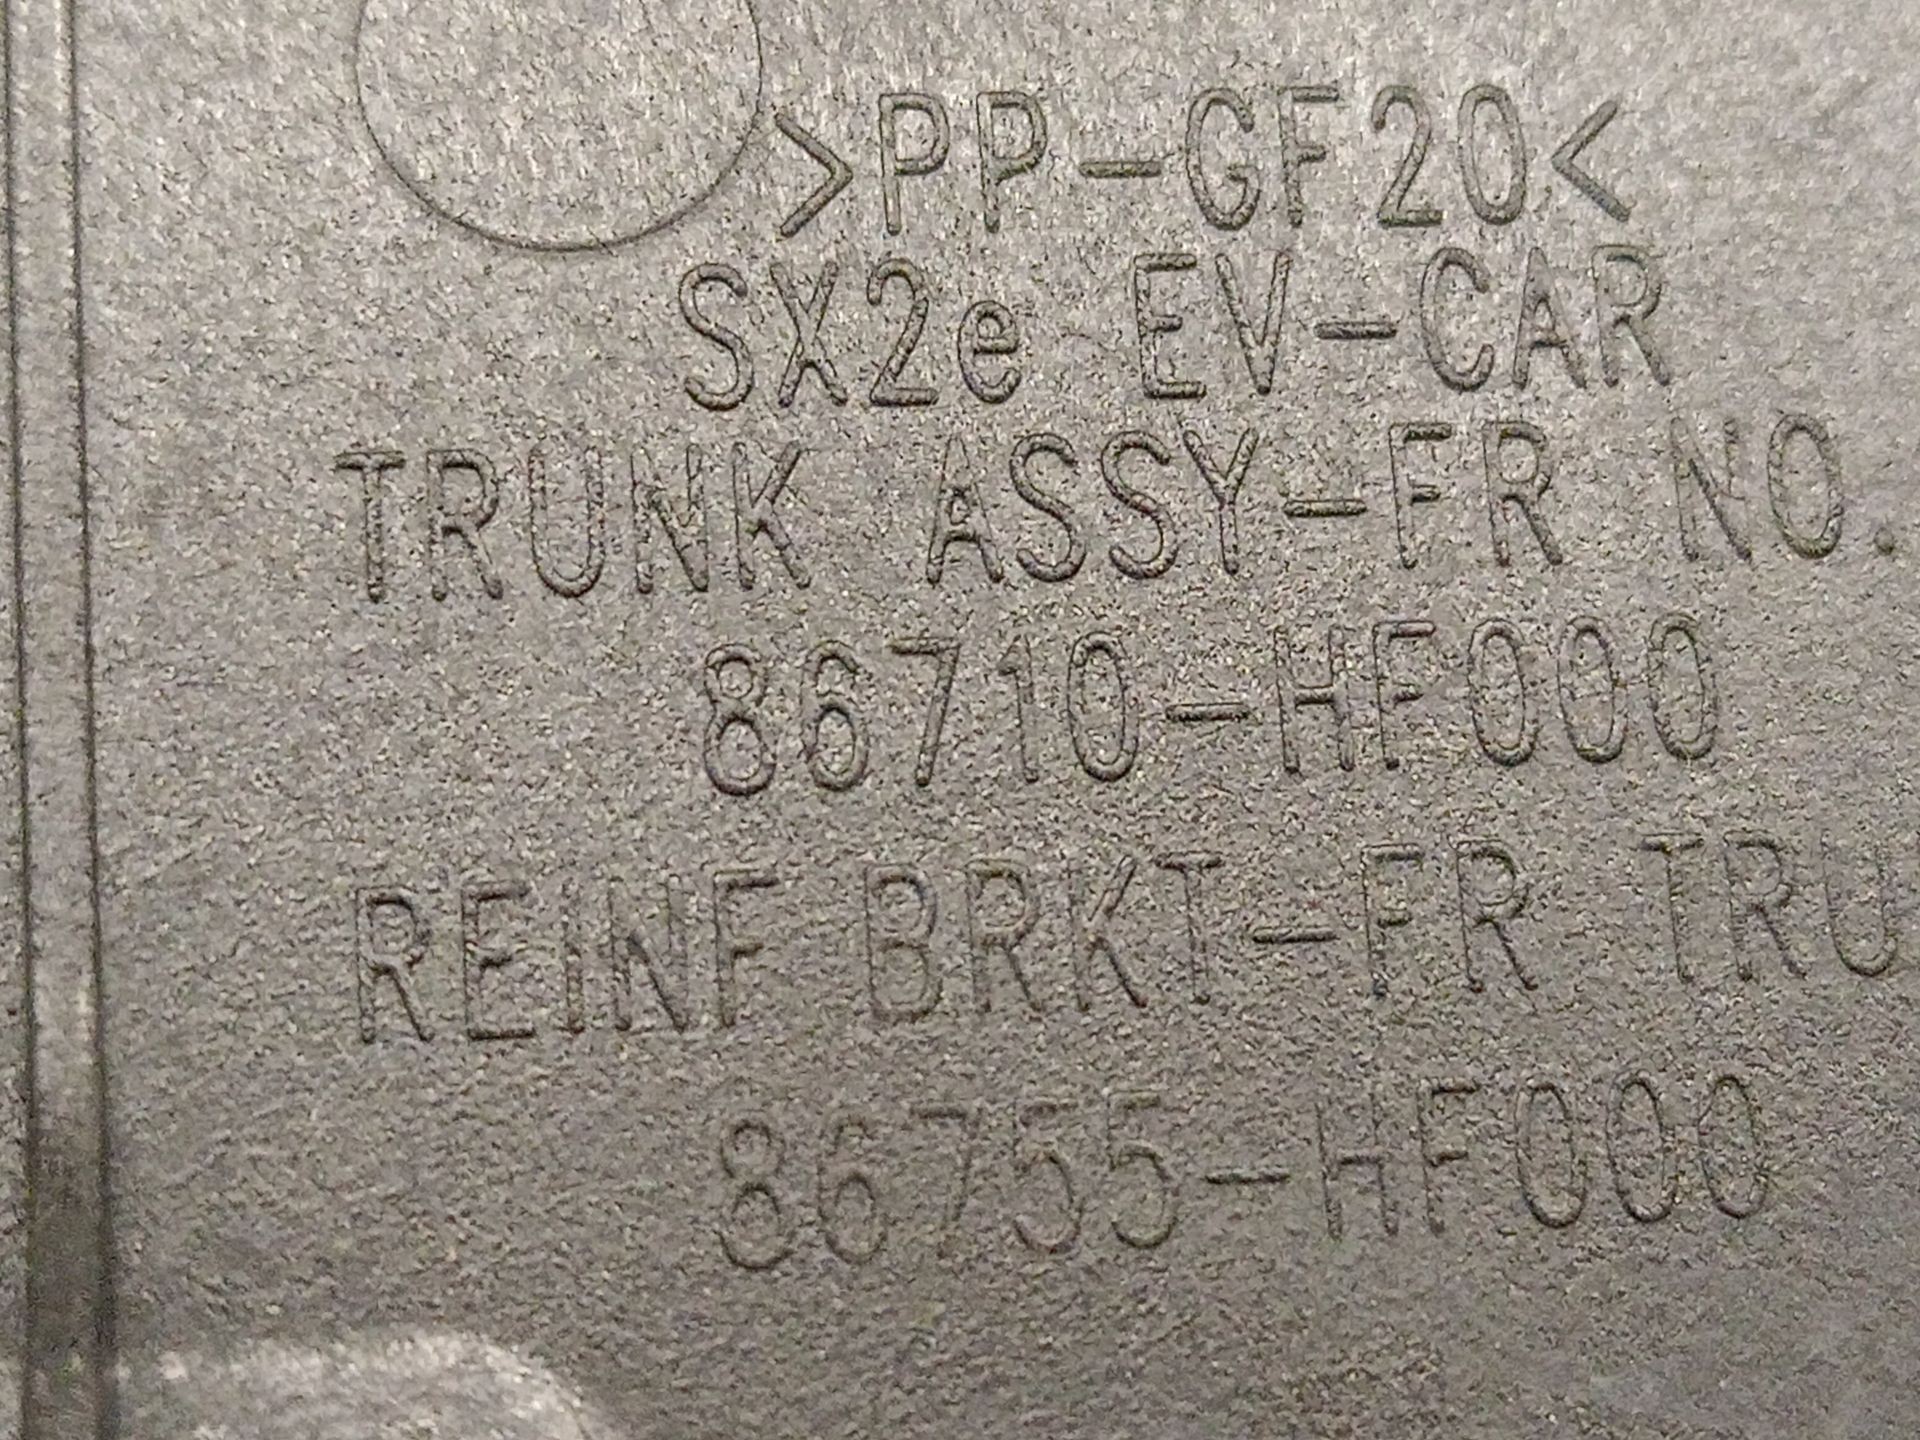 >PP-GF20<
SX2e EV-CAR
TRUNK ASSY-FR NO.
86710-HF000
REINF BRKT-FR TRU
86755-HF000